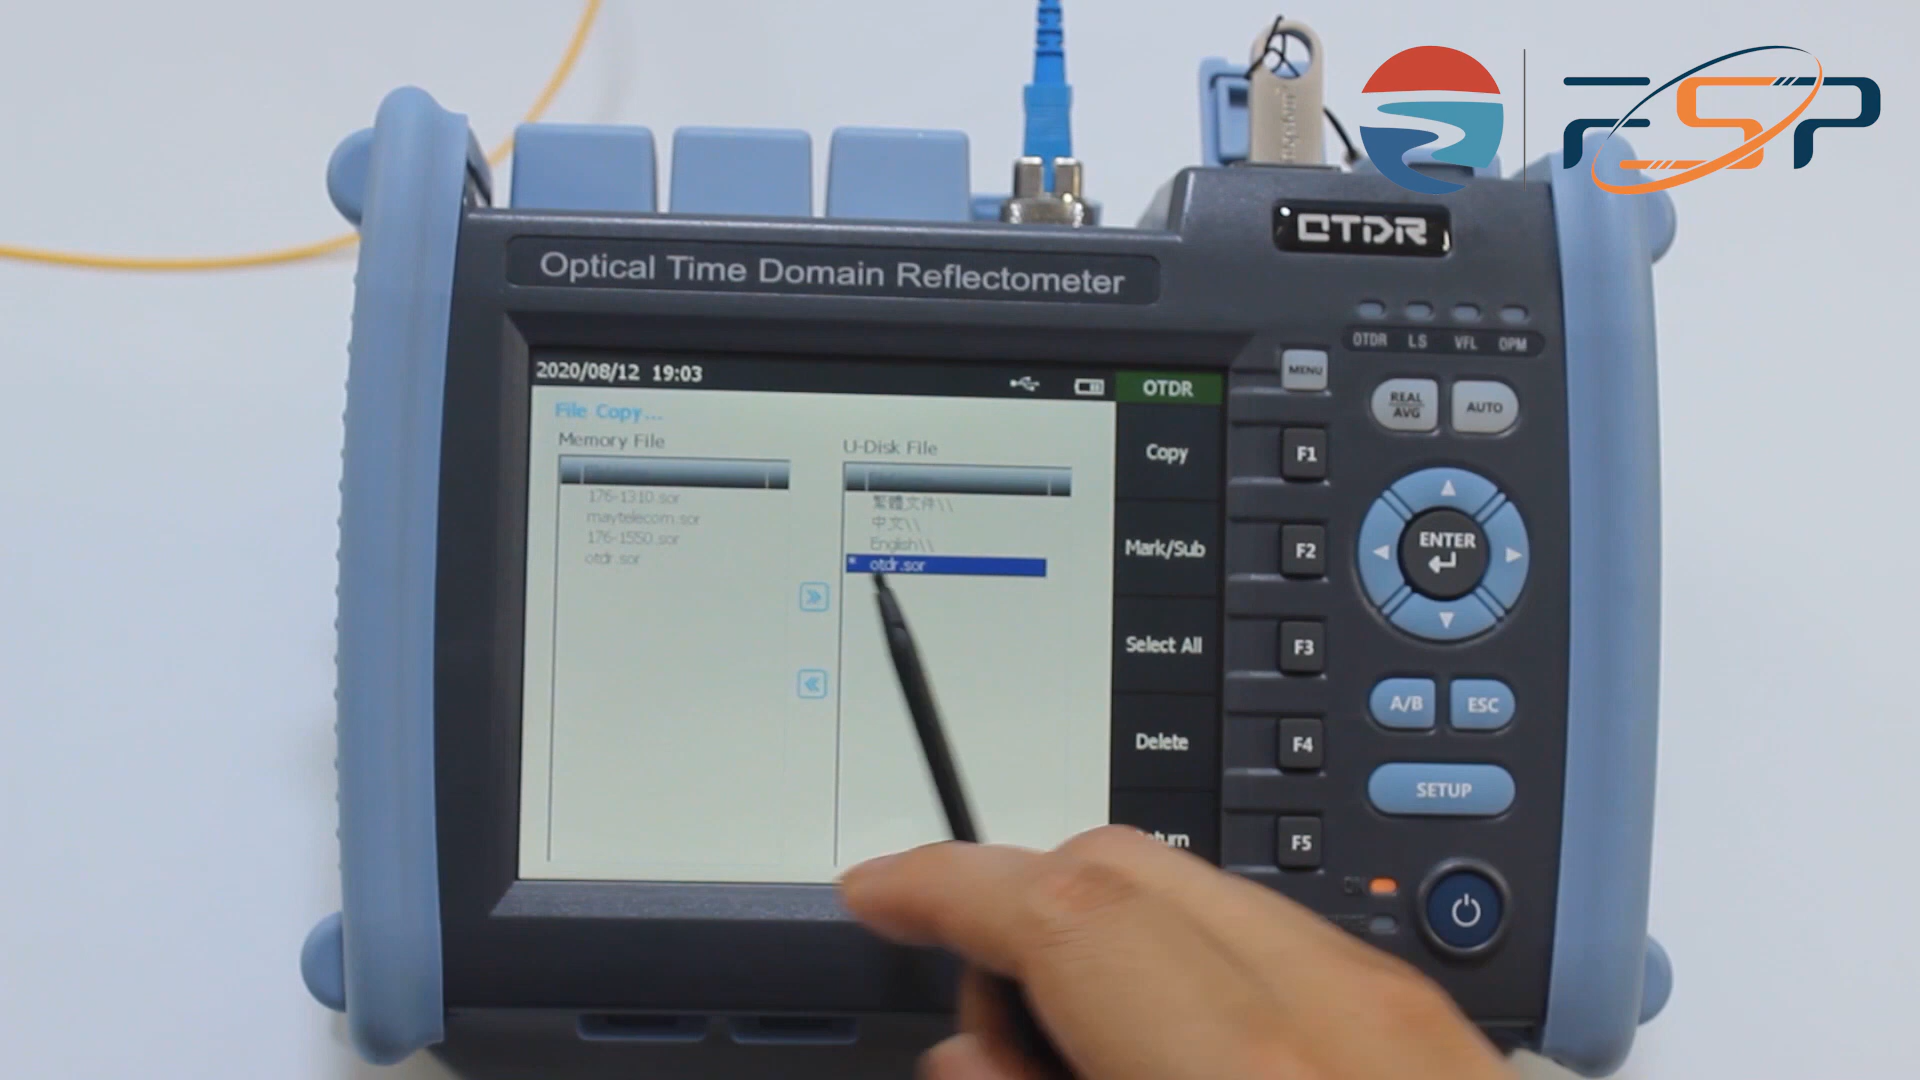 FSP
OTDR
Optical Time Domain Reflectometer
OTDR LS VFL OPM
2020/08/12 19:03
OTDR
MENU
File Copy...
Memory File
U-Disk File
REAL
AVG
AUTO
Copy
F1
176-1310.sor
maytelecom.sor
176-1550.sor
otdr.sor
繁體文件\\
中文\\
English\\
* otdr.sor
Mark/Sub
F2
ENTER
Select All
F3
A/B
ESC
Delete
F4
SETUP
F5
ON